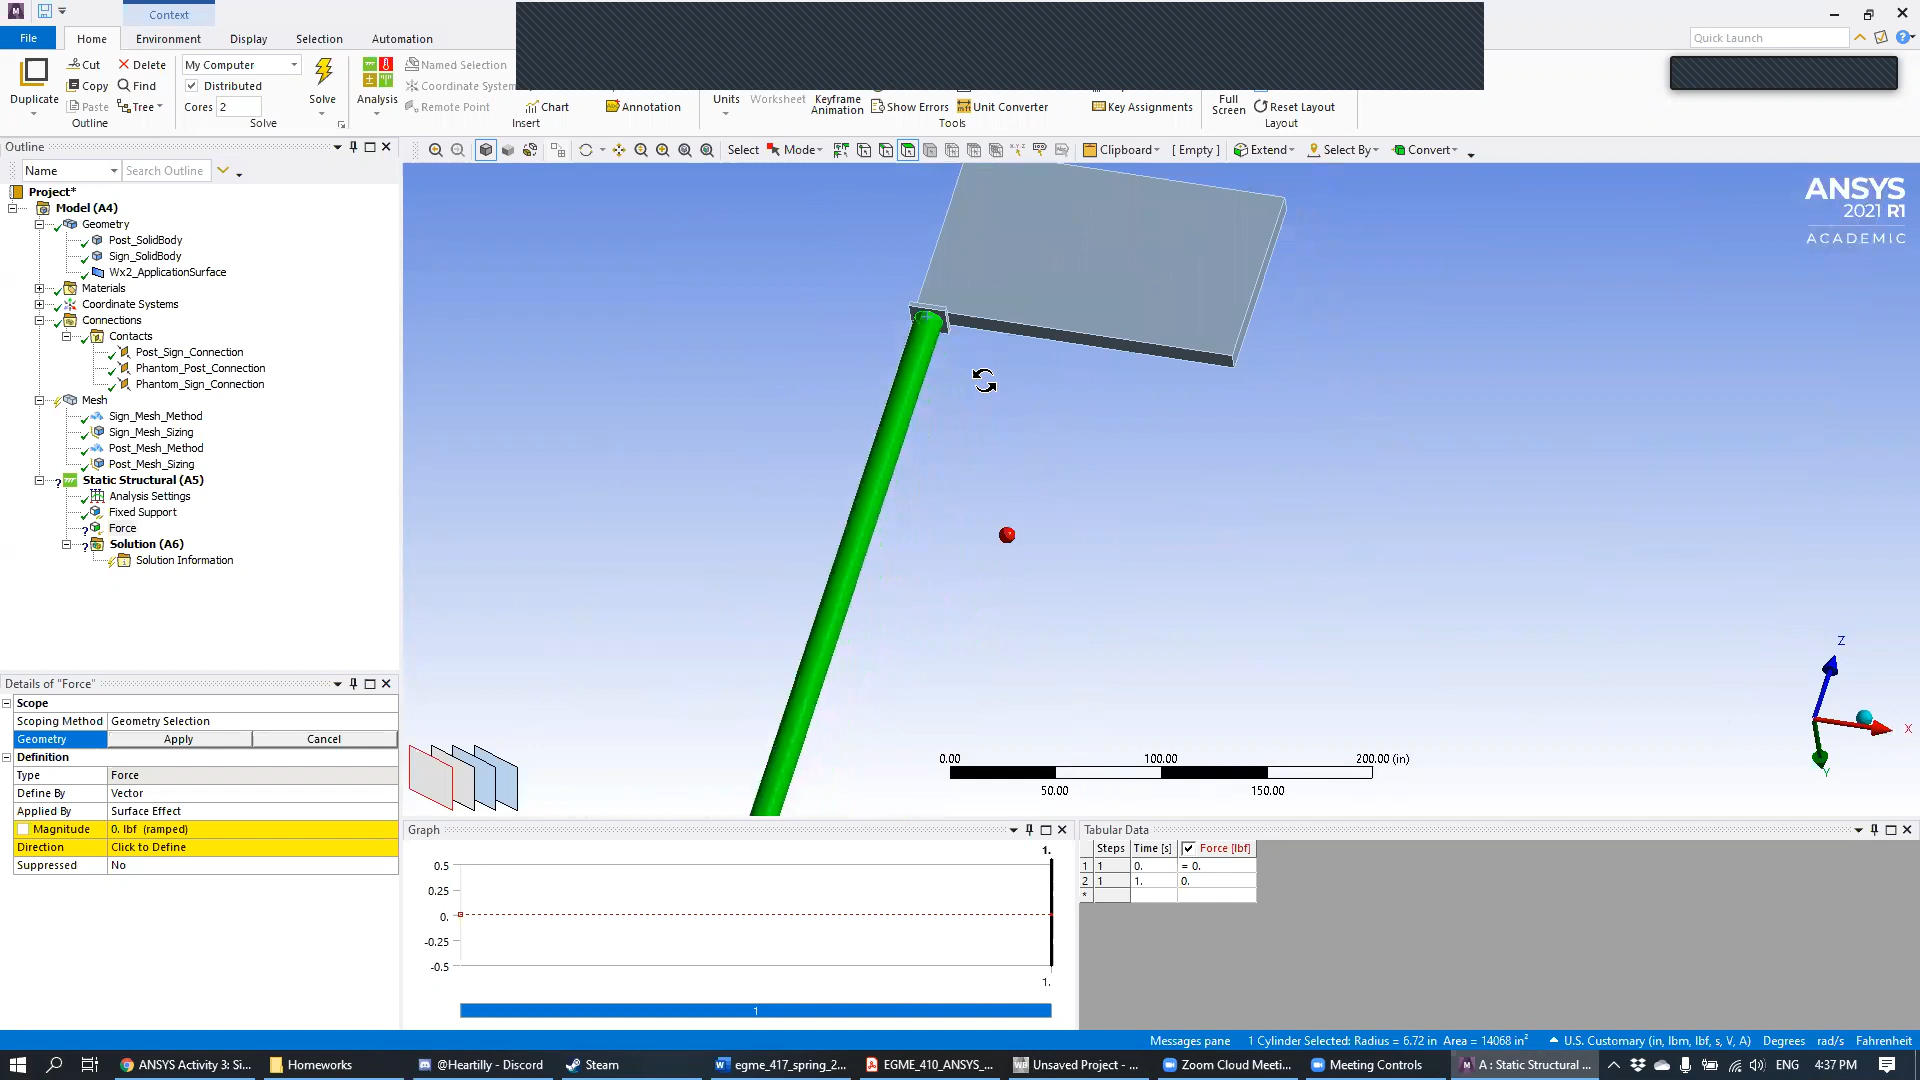 Context
File Home Environment Display Selection Automation
Quick Launch
Duplicate
Cut
Copy
Paste
Delete
Find
Tree
Outline
My Computer
Distributed
Cores 2
Solve
Solve
Analysis
Named Selection
Coordinate System
Remote Point
Chart
Annotation
Insert
Units
Worksheet
Keyframe
Animation
Show Errors
Unit Converter
Key Assignments
Tools
Full
Screen
Reset Layout
Layout
Outline
Name Search Outline
Select Mode Clipboard [ Empty ] Extend Select By Convert
Project*
Model (A4)
Geometry
Post_SolidBody
Sign_SolidBody
Wx2_ApplicationSurface
Materials
Coordinate Systems
Connections
Contacts
Post_Sign_Connection
Phantom_Post_Connection
Phantom_Sign_Connection
Mesh
Sign_Mesh_Method
Sign_Mesh_Sizing
Post_Mesh_Method
Post_Mesh_Sizing
Static Structural (A5)
Analysis Settings
Fixed Support
Force
Solution (A6)
Solution Information
ANSYS
2021 R1
ACADEMIC
Z
X
Y
0.00 100.00 200.00 (in)
50.00 150.00
Details of "Force"
Scope
Scoping Method Geometry Selection
Geometry Apply Cancel
Definition
Type Force
Define By Vector
Applied By Surface Effect
Magnitude 0. lbf (ramped)
Direction Click to Define
Suppressed No
Graph
1.
0.5
0.25
0.
-0.25
-0.5
1.
1
Tabular Data
Steps Time [s] Force [lbf]
1 1 0. = 0.
2 1 1. 0.
*
Messages pane 1 Cylinder Selected: Radius = 6.72 in Area = 14068 in² U.S. Customary (in, lbm, lbf, s, V, A) Degrees rad/s Fahrenheit
ANSYS Activity 3: Si... Homeworks @Heartilly - Discord Steam egme_417_spring_2... EGME_410_ANSYS_... Unsaved Project - ... Zoom Cloud Meeti... Meeting Controls A : Static Structural ... ENG 4:37 PM